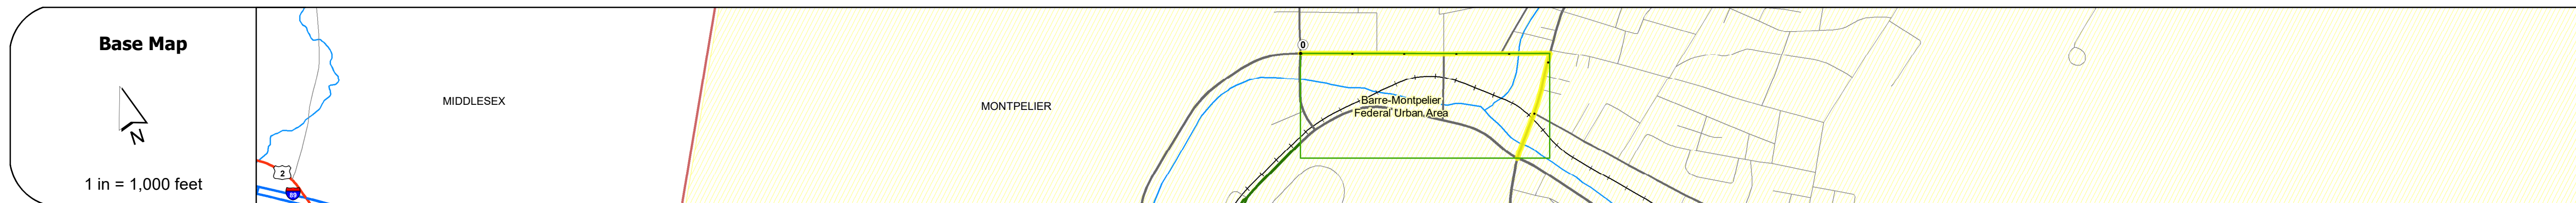 Base Map
N
1 in = 1,000 feet
2
MIDDLESEX
MONTPELIER
0
Barre-Montpelier
Federal Urban Area